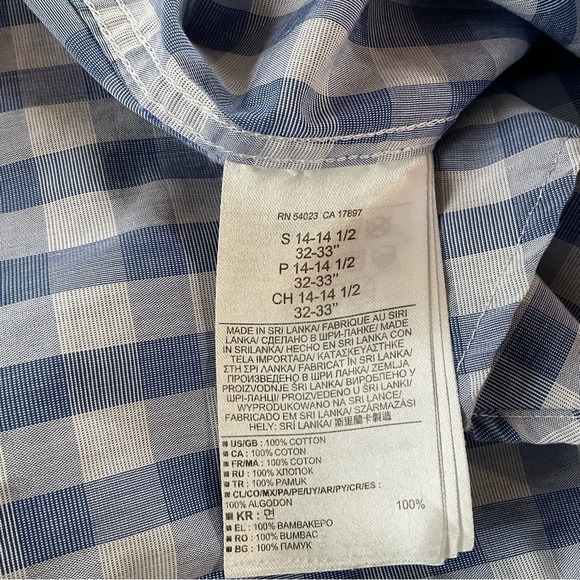 RN 54023 CA 17897
S 14-14 1/2
32-33"
P 14-14 1/2
32-33"
CH 14-14 1/2
32-33"
MADE IN SRI LANKA/ FABRIQUE AU SRI
LANKA/ СДЕЛАНО В ШРИ-ЛАНКЕ/ MADE
IN SRILANKA/ HECHO EN SRI LANKA CON
TELA IMPORTADA/ ΚΑΤΑΣΚΕΥΑΣΤΗΚΕ
ΣΤΗ ΣΡΙ ΛΑΝΚΑ/ FABRICAT ÎN SRI LANKA/
ПРОИЗВЕДЕНО В ШРИ ЛАНКА/ ZEMLJA
PROIZVODNJE ŠRI LANKA/ ВИРОБЛЕНО У
ШРІ-ЛАНЦІ/ PROIZVEDENO U ŠRI LANKI/
WYPRODUKOWANO NA SRI LANCE/
FABRICADO EM SRI LANKA/ SZÁRMAZÁSI
HELY: SRÍ LANKA/ 斯里蘭卡製造
US/GB : 100% COTTON
CA : 100% COTON
FR/MA : 100% COTON
RU : 100% ХЛОПОК
TR : 100% PAMUK
CL/CO/MX/PA/PE/UY/AR/PY/CR/ES :
100% ALGODON
KR : 면 100%
EL : 100% ΒΑΜΒΑΚΕΡΟ
RO : 100% BUMBAC
BG : 100% ПАМУК